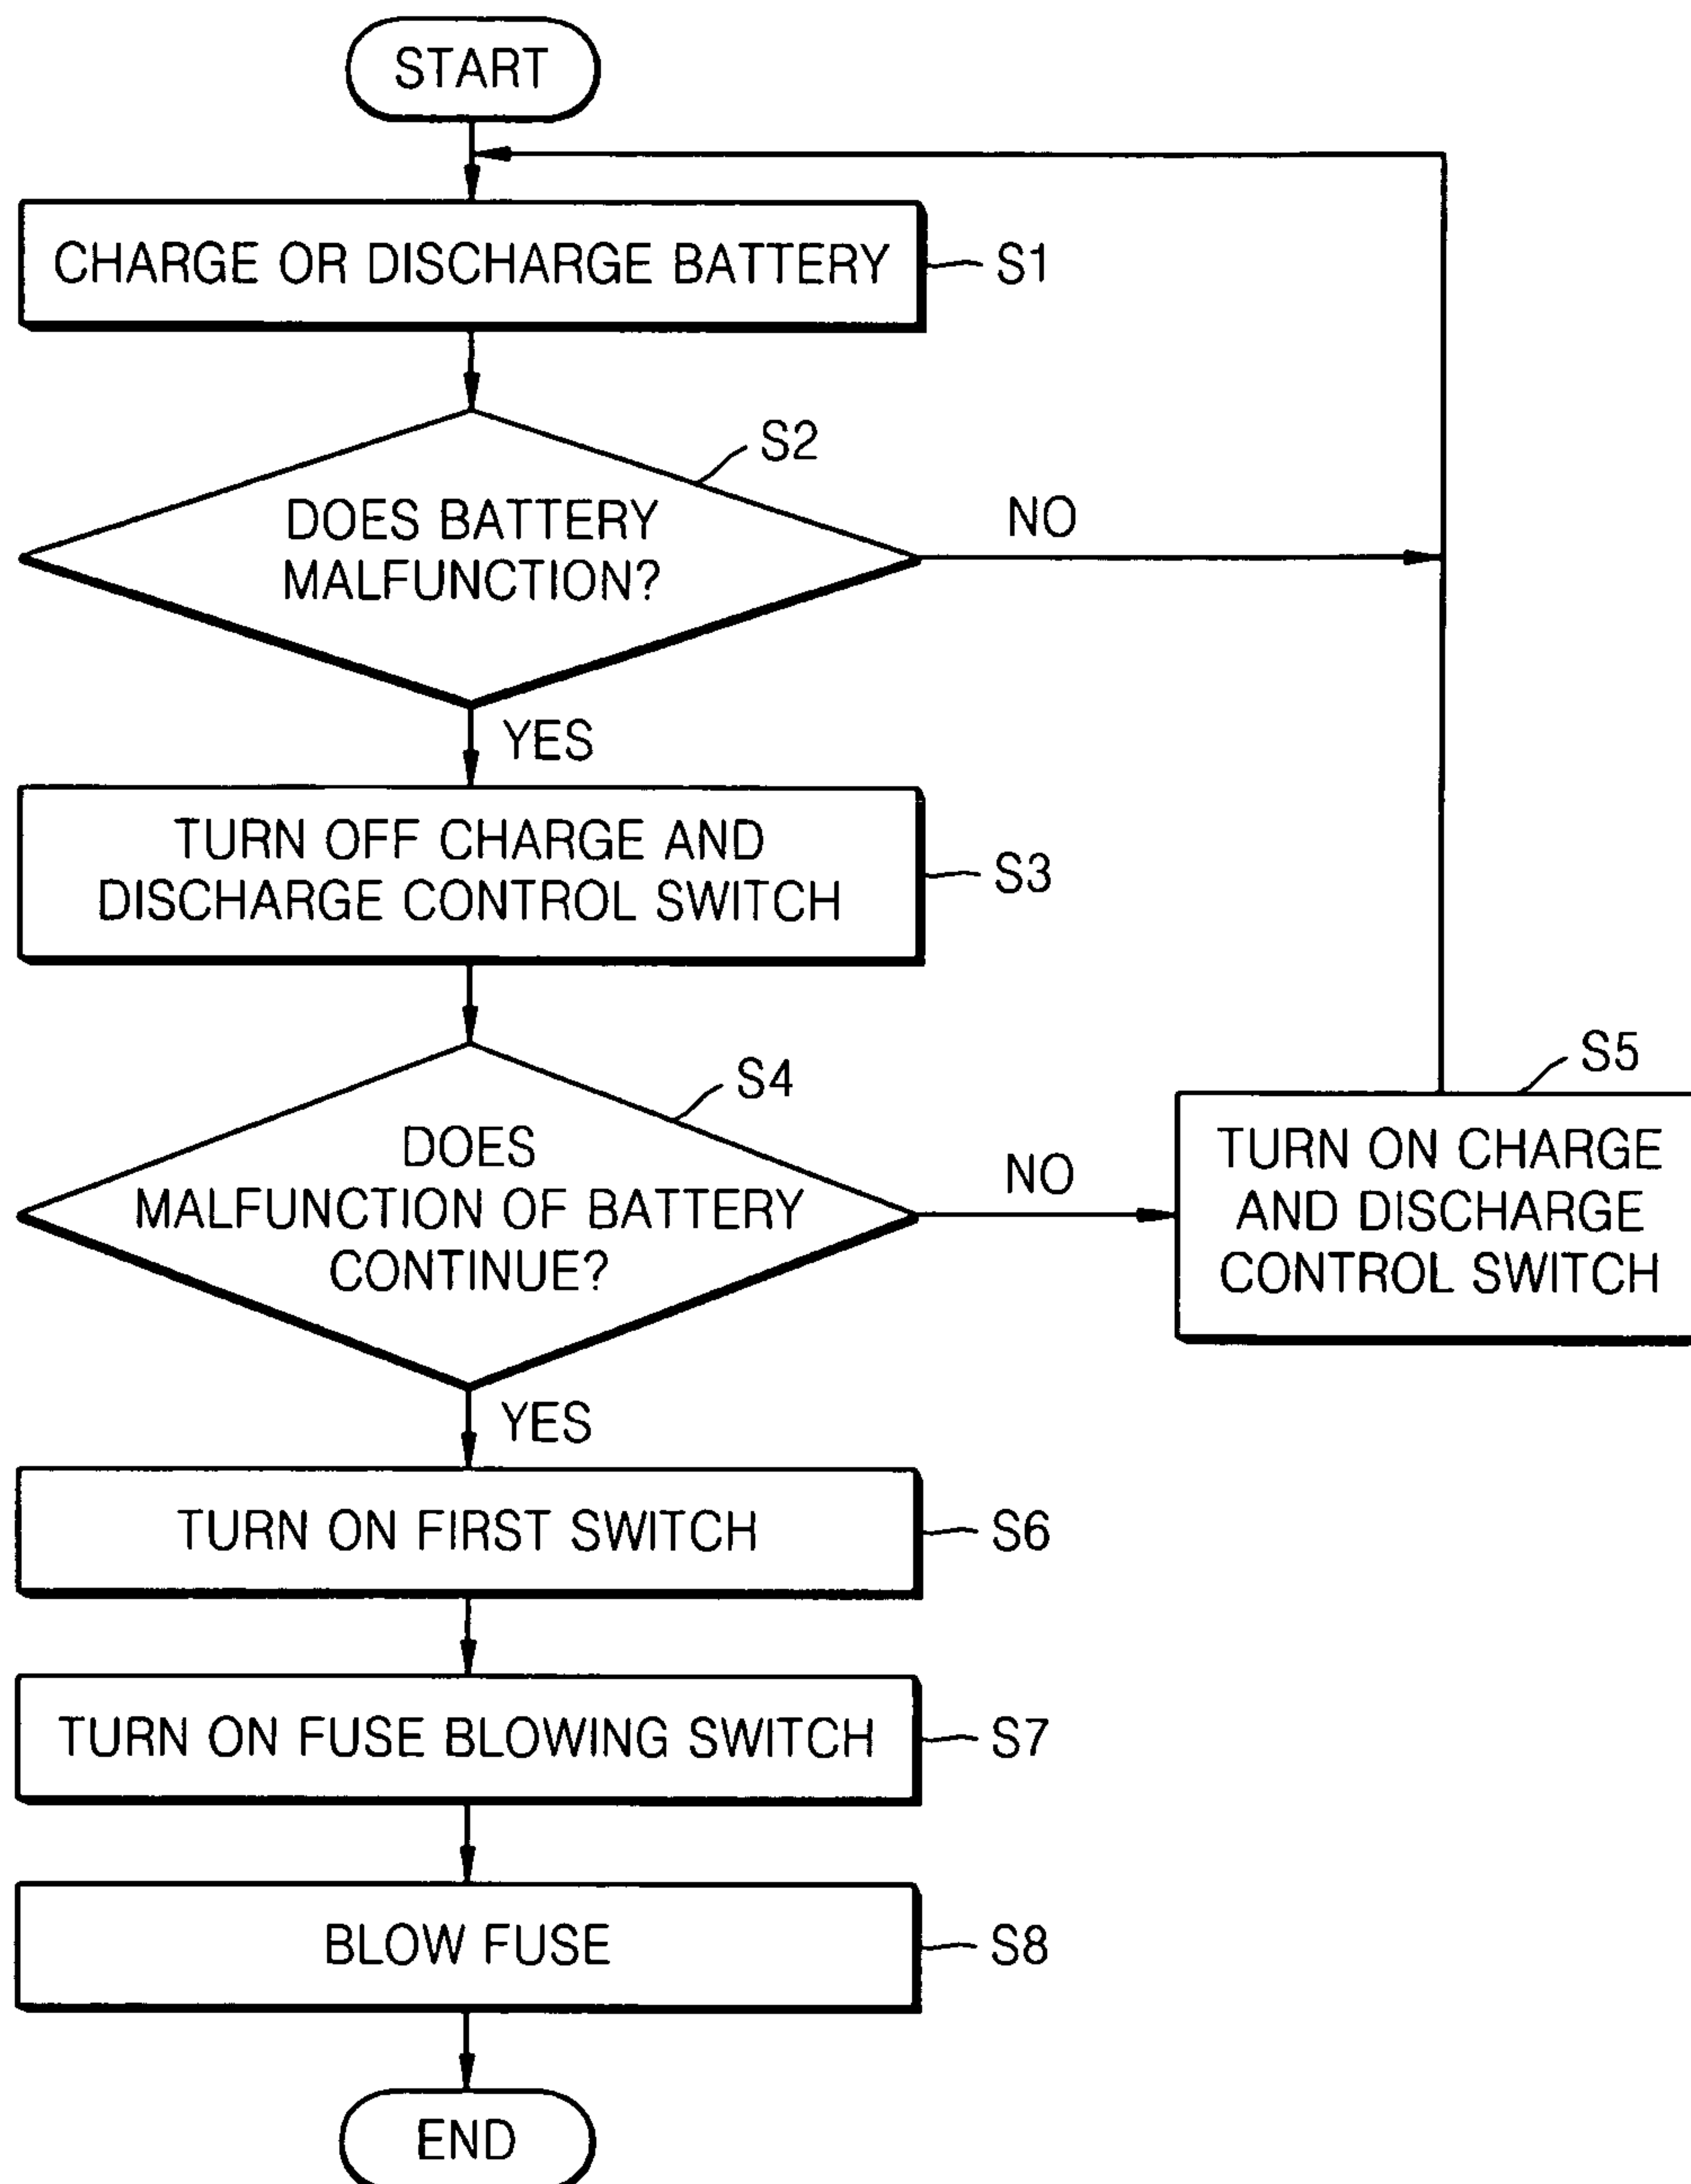 START
CHARGE OR DISCHARGE BATTERY
S1
S2
DOES BATTERY
MALFUNCTION?
NO
YES
TURN OFF CHARGE AND
DISCHARGE CONTROL SWITCH
S3
S4
DOES
MALFUNCTION OF BATTERY
CONTINUE?
NO
S5
TURN ON CHARGE
AND DISCHARGE
CONTROL SWITCH
YES
TURN ON FIRST SWITCH
S6
TURN ON FUSE BLOWING SWITCH
S7
BLOW FUSE
S8
END